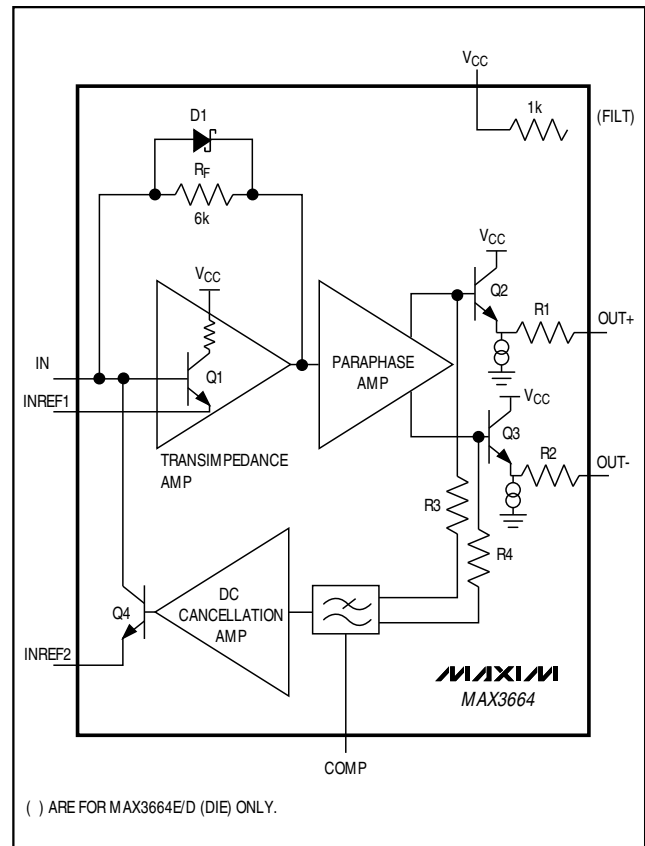 VCC
1k
(FILT)
D1
RF
6k
VCC
VCC
Q2
R1
OUT+
IN
Q1
PARAPHASE
AMP
INREF1
VCC
Q3
R2
OUT-
TRANSIMPEDANCE
AMP
R3
R4
DC
CANCELLATION
AMP
Q4
INREF2
MAXIM
MAX3664
COMP
( ) ARE FOR MAX3664E/D (DIE) ONLY.